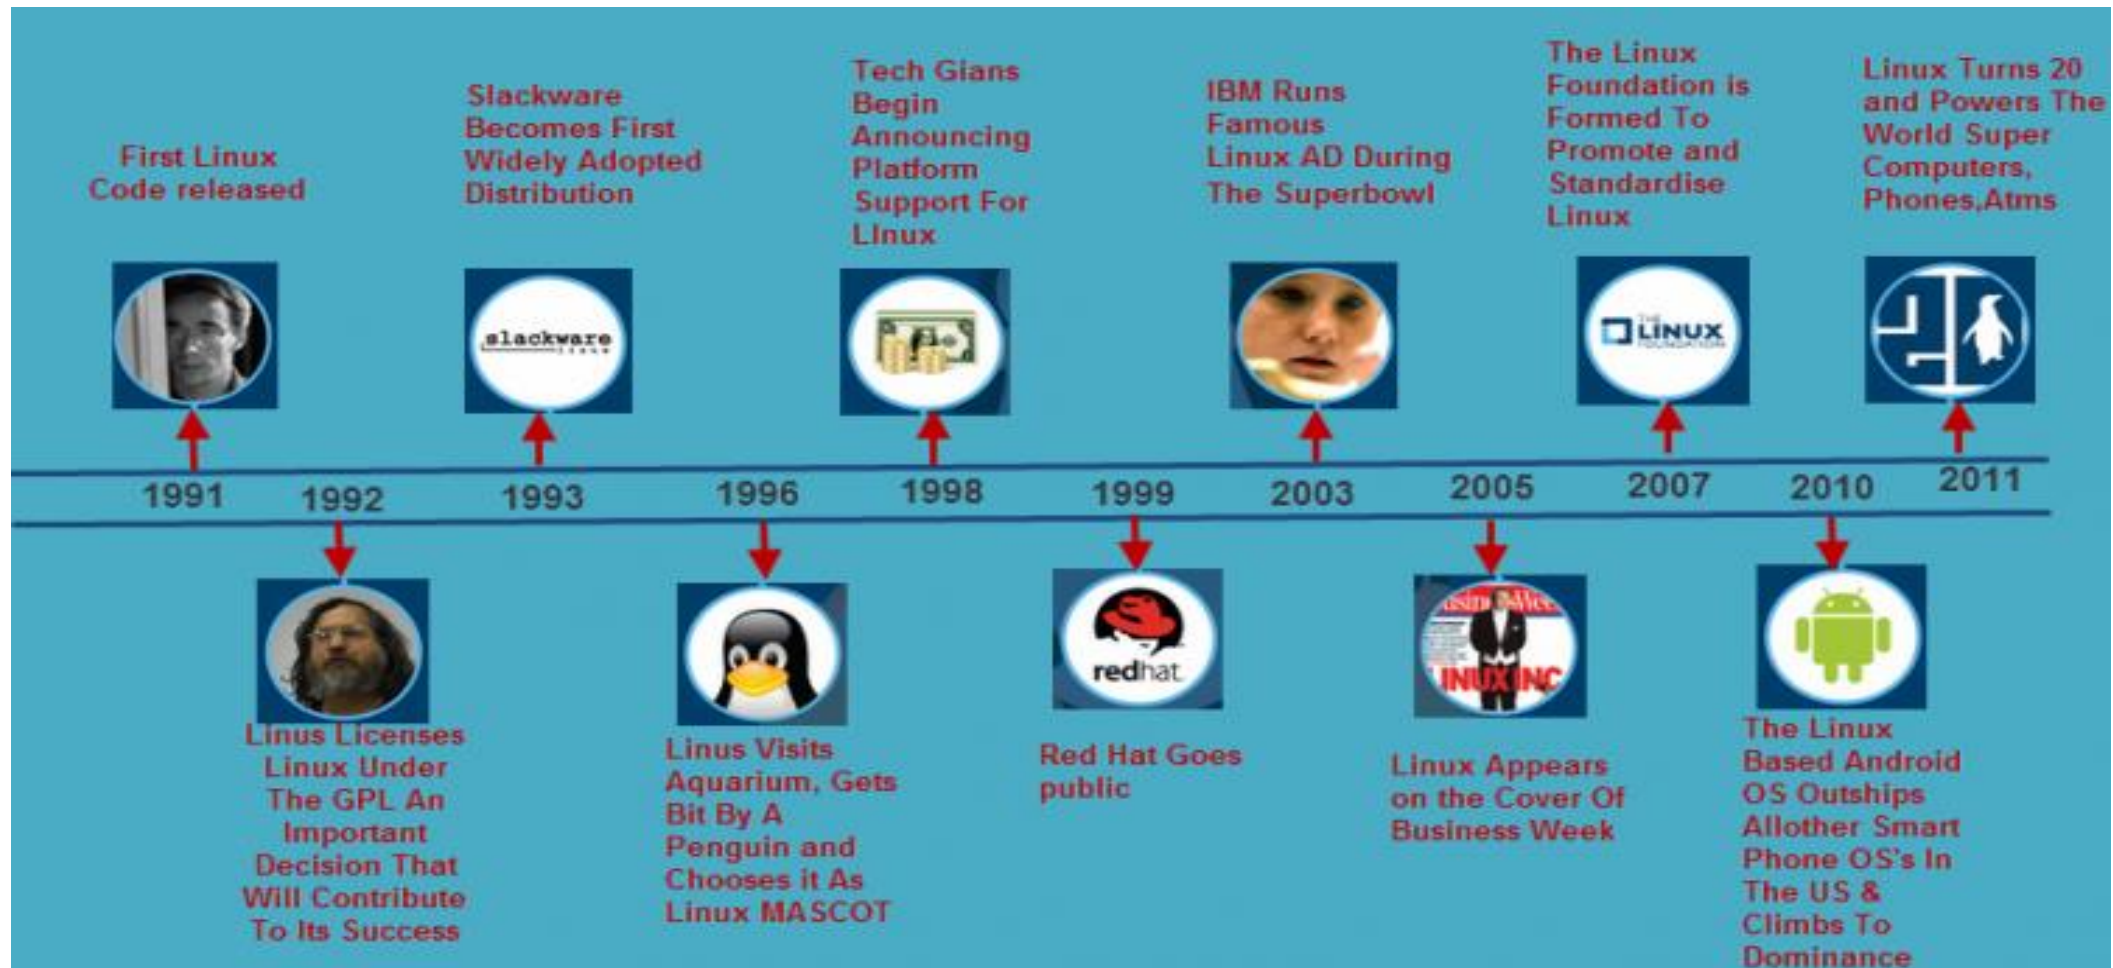 First Linux
Code released
Slackware
Becomes First
Widely Adopted
Distribution
Tech Gians
Begin
Announcing
Platform
Support For
LInux
IBM Runs
Famous
Linux AD During
The Superbowl
The Linux
Foundation is
Formed To
Promote and
Standardise
Linux
Linux Turns 20
and Powers The
World Super
Computers,
Phones,Atms
slackware
linux
THE
LINUX
FOUNDATION
1991
1992
1993
1996
1998
1999
2003
2005
2007
2010
2011
redhat
INUX INC
Linus Licenses
Linux Under
The GPL An
Important
Decision That
Will Contribute
To Its Success
Linus Visits
Aquarium, Gets
Bit By A
Penguin and
Chooses it As
Linux MASCOT
Red Hat Goes
public
Linux Appears
on the Cover Of
Business Week
The Linux
Based Android
OS Outships
Allother Smart
Phone OS's In
The US &
Climbs To
Dominance